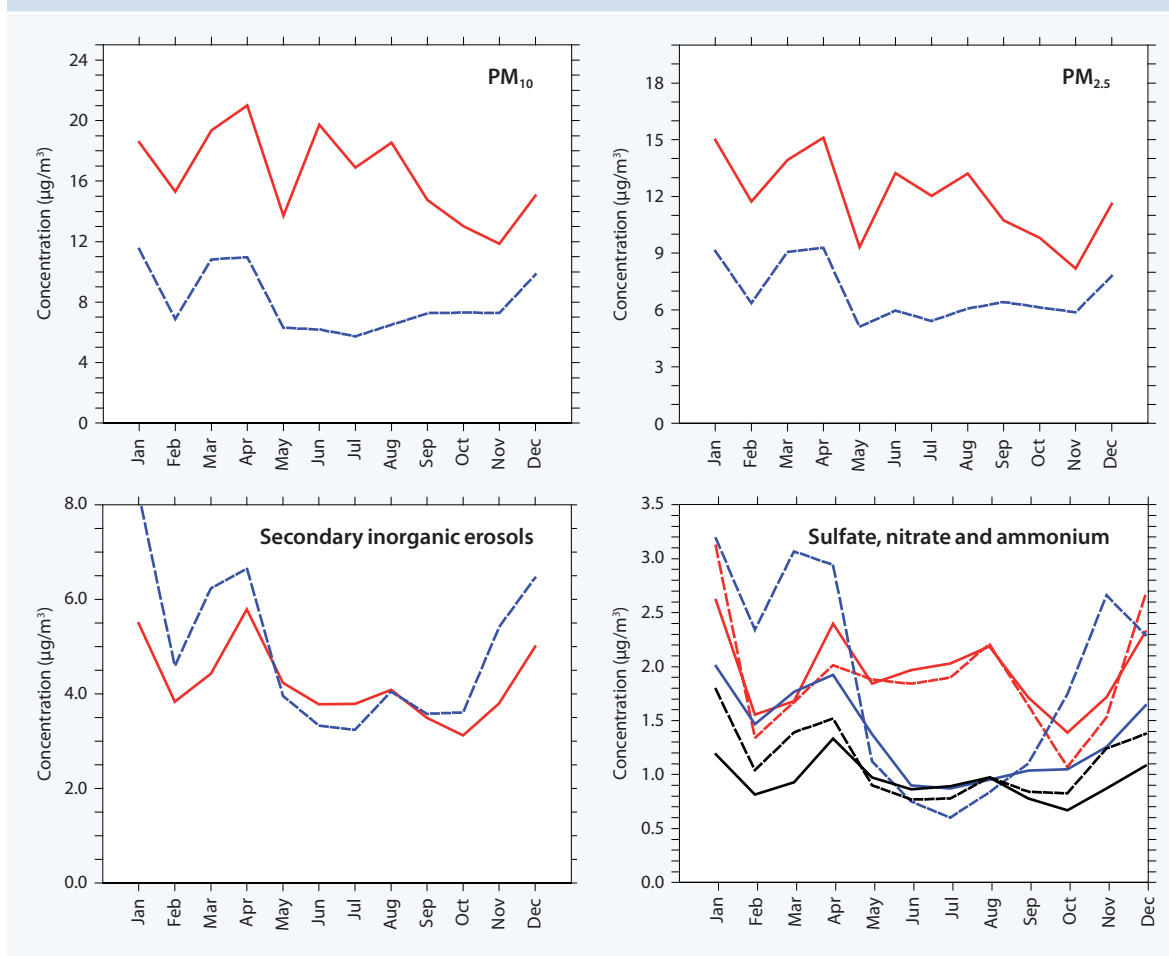 PM10
Concentration (µg/m³)
24
20
16
12
8
4
0
Jan Feb Mar Apr May Jun Jul Aug Sep Oct Nov Dec
PM2.5
Concentration (µg/m³)
18
15
12
9
6
3
0
Jan Feb Mar Apr May Jun Jul Aug Sep Oct Nov Dec
Secondary inorganic erosols
Concentration (µg/m³)
8.0
6.0
4.0
2.0
0.0
Jan Feb Mar Apr May Jun Jul Aug Sep Oct Nov Dec
Sulfate, nitrate and ammonium
Concentration (µg/m³)
3.5
3.0
2.5
2.0
1.5
1.0
0.5
0.0
Jan Feb Mar Apr May Jun Jul Aug Sep Oct Nov Dec